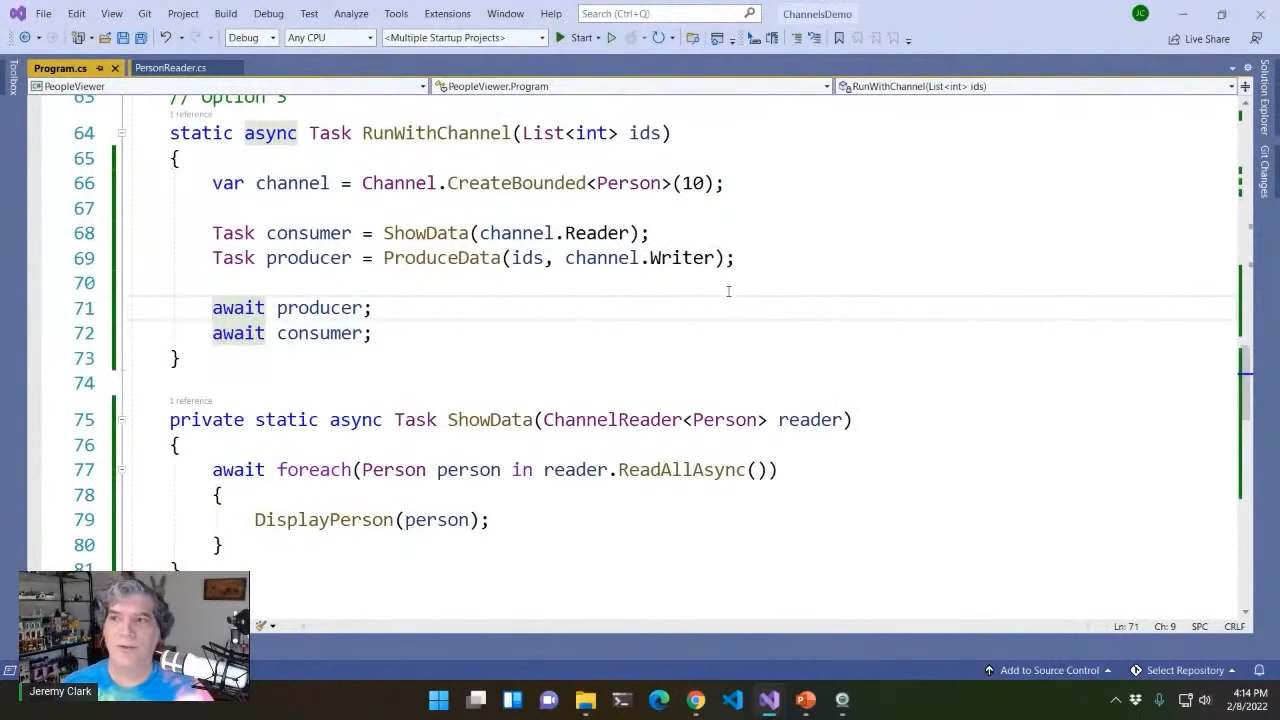 File Edit View Git Project Build Debug Test Analyze Tools Extensions Window Help Search (Ctrl+Q) ChannelsDemo JC
Debug Any CPU <Multiple Startup Projects> Start Live Share
Program.cs PersonReader.cs
PeopleViewer PeopleViewer.Program RunWithChannel(List<int> ids)
Toolbox
Solution Explorer
Git Changes
63 // Option 3
1 reference
64 static async Task RunWithChannel(List<int> ids)
65 {
66 var channel = Channel.CreateBounded<Person>(10);
67
68 Task consumer = ShowData(channel.Reader);
69 Task producer = ProduceData(ids, channel.Writer);
70
71 await producer;
72 await consumer;
73 }
74
1 reference
75 private static async Task ShowData(ChannelReader<Person> reader)
76 {
77 await foreach(Person person in reader.ReadAllAsync())
78 {
79 DisplayPerson(person);
80 }
81 }
Ln: 71 Ch: 9 SPC CRLF
Add to Source Control Select Repository
Jeremy Clark
4:14 PM
2/8/2022